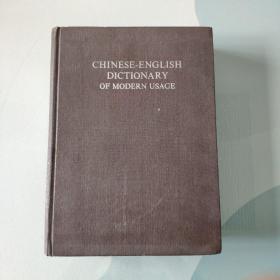 CHINESE-ENGLISH
DICTIONARY
OF MODERN USAGE